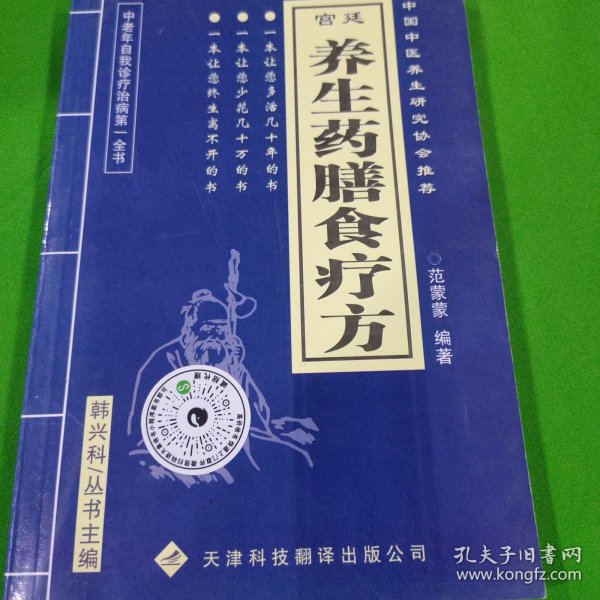 中国中医养生研究协会推荐
宫廷
养生药膳食疗方
◎范蒙蒙 编著
●一本让您多活几十年的书
●一本让您少花几十万的书
●一本让您终生离不开的书
中老年自我诊疗治病第一全书
韩兴科/丛书主编
天津科技翻译出版公司
诚招代理
孔夫子旧书网
www.kongfz.com